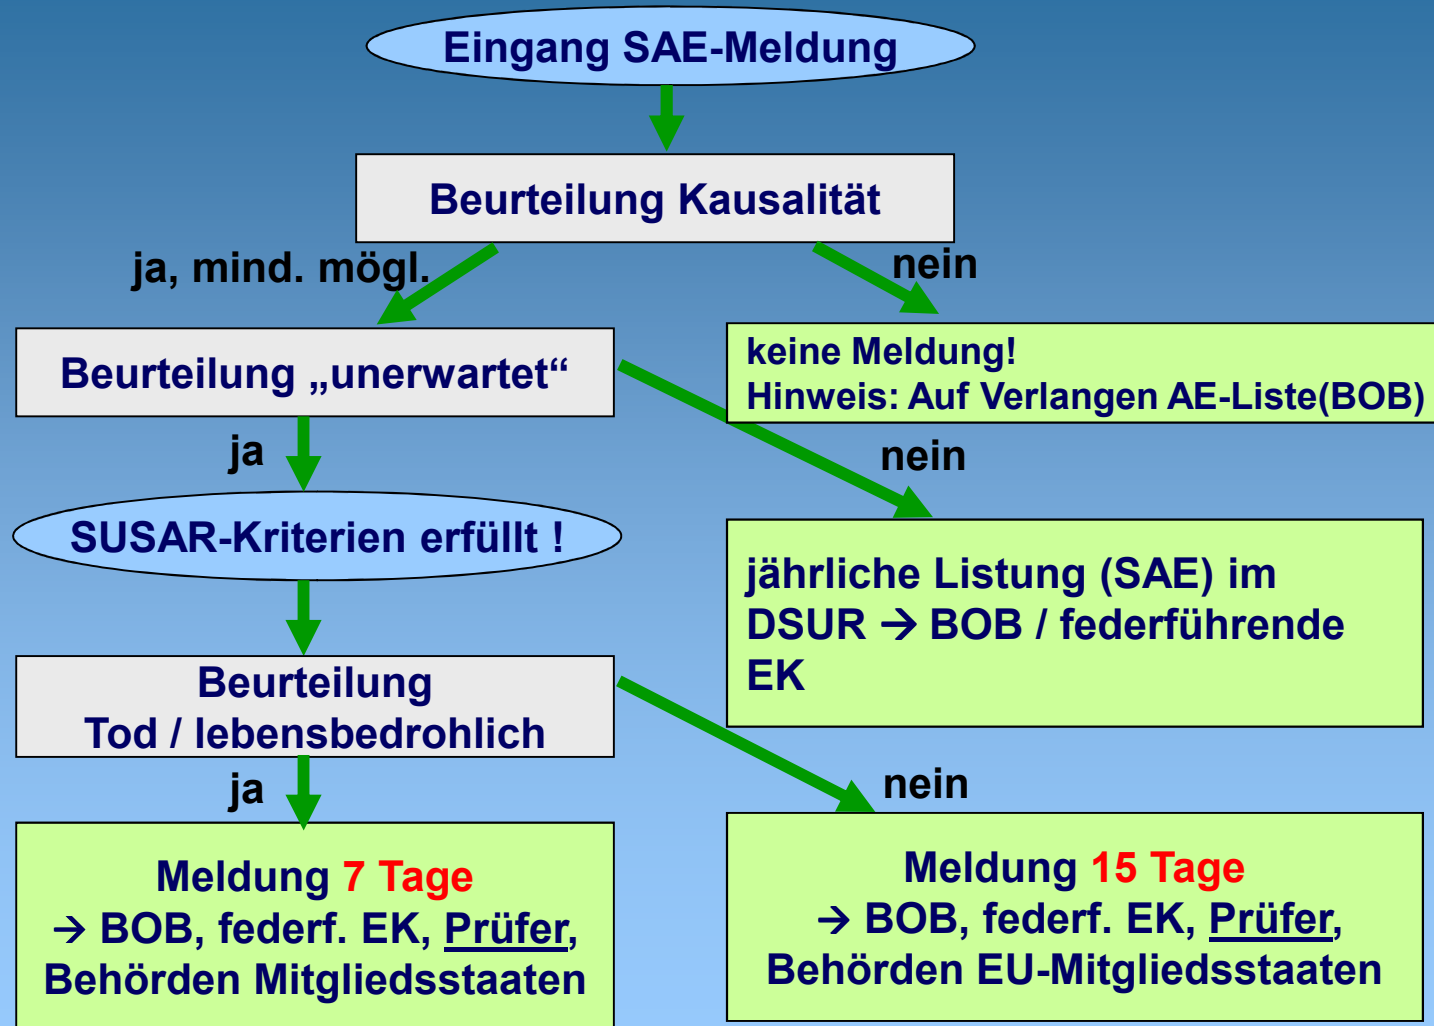 Eingang SAE-Meldung
Beurteilung Kausalität
ja, mind. mögl.
nein
Beurteilung „unerwartet“
keine Meldung!
Hinweis: Auf Verlangen AE-Liste(BOB)
ja
nein
SUSAR-Kriterien erfüllt !
jährliche Listung (SAE) im
DSUR → BOB / federführende
EK
Beurteilung
Tod / lebensbedrohlich
ja
nein
Meldung 7 Tage
→ BOB, federf. EK, Prüfer,
Behörden Mitgliedsstaaten
Meldung 15 Tage
→ BOB, federf. EK, Prüfer,
Behörden EU-Mitgliedsstaaten